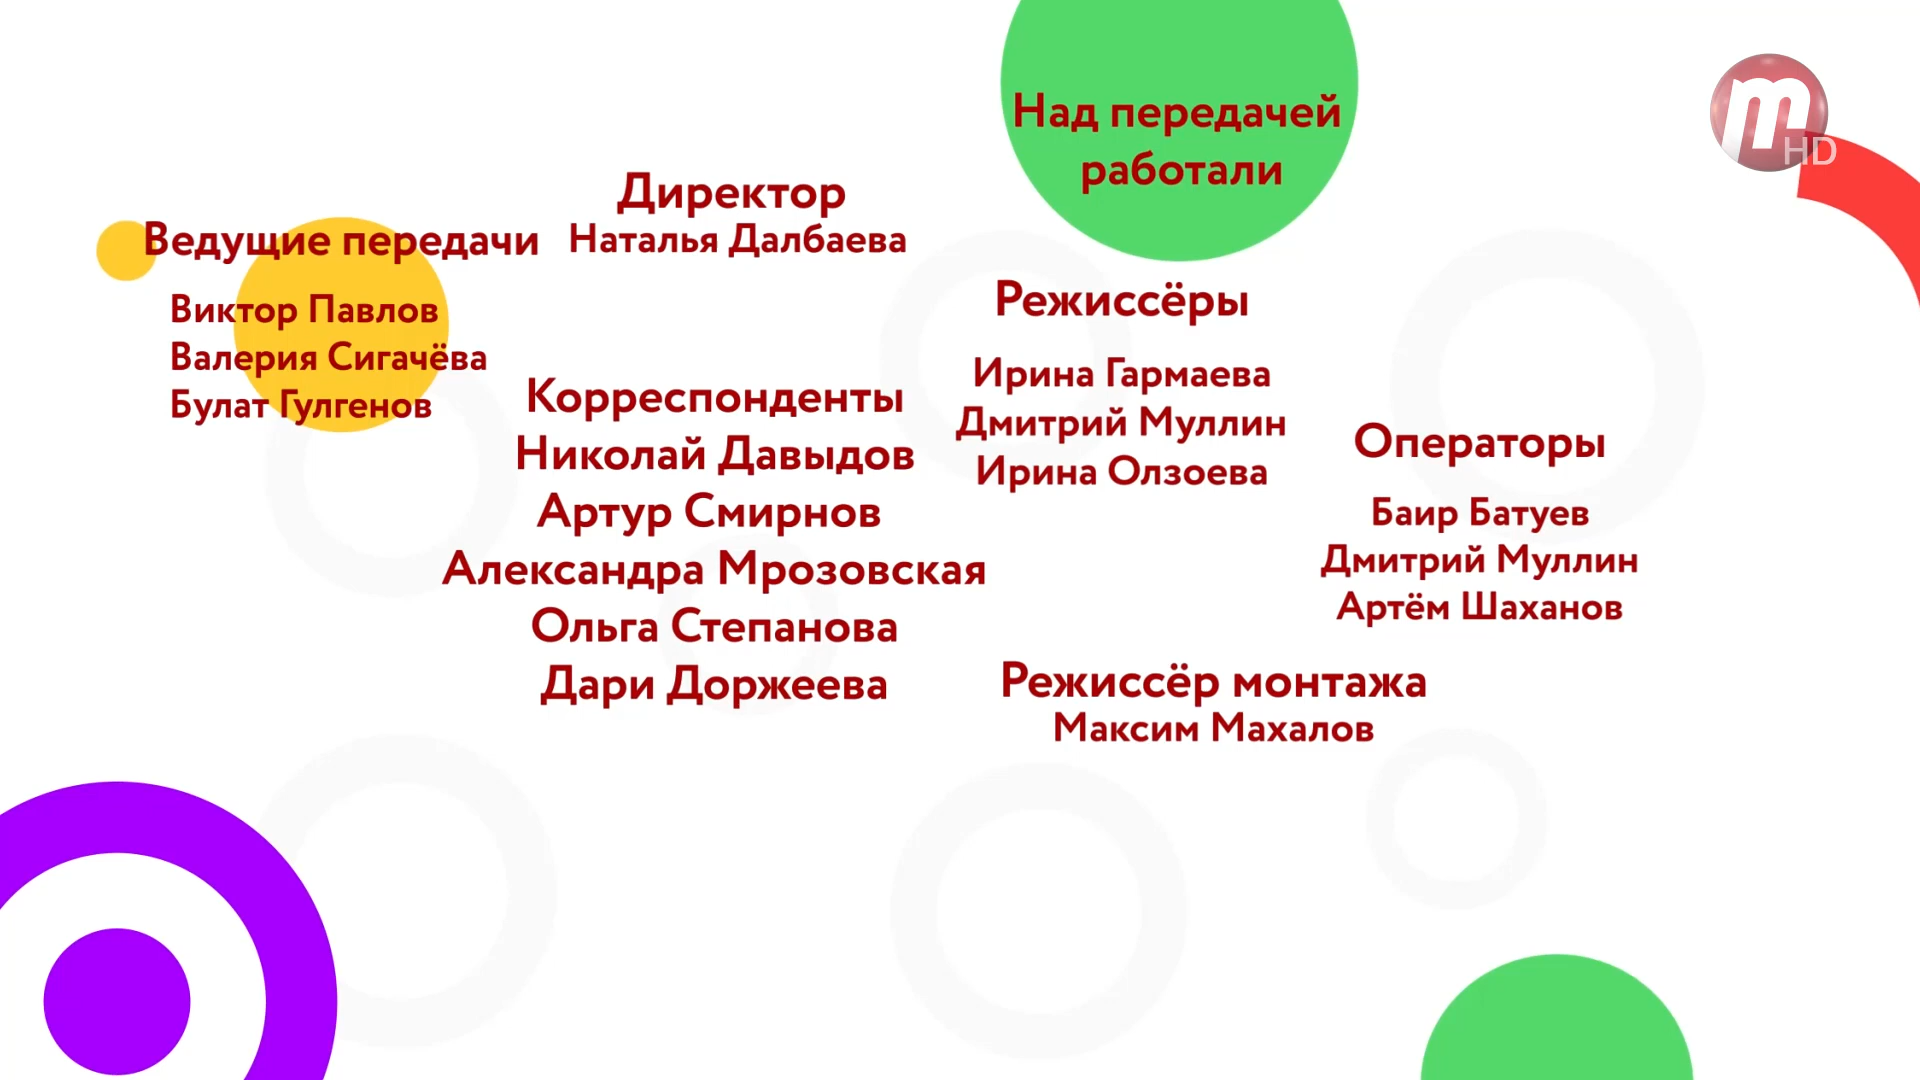 Над передачей
работали
Ведущие передачи
Виктор Павлов
Валерия Сигачёва
Булат Гулгенов
Директор
Наталья Далбаева
Корреспонденты
Николай Давыдов
Артур Смирнов
Александра Мрозовская
Ольга Степанова
Дари Доржеева
Режиссёры
Ирина Гармаева
Дмитрий Муллин
Ирина Олзоева
Операторы
Баир Батуев
Дмитрий Муллин
Артём Шаханов
Режиссёр монтажа
Максим Махалов
m HD